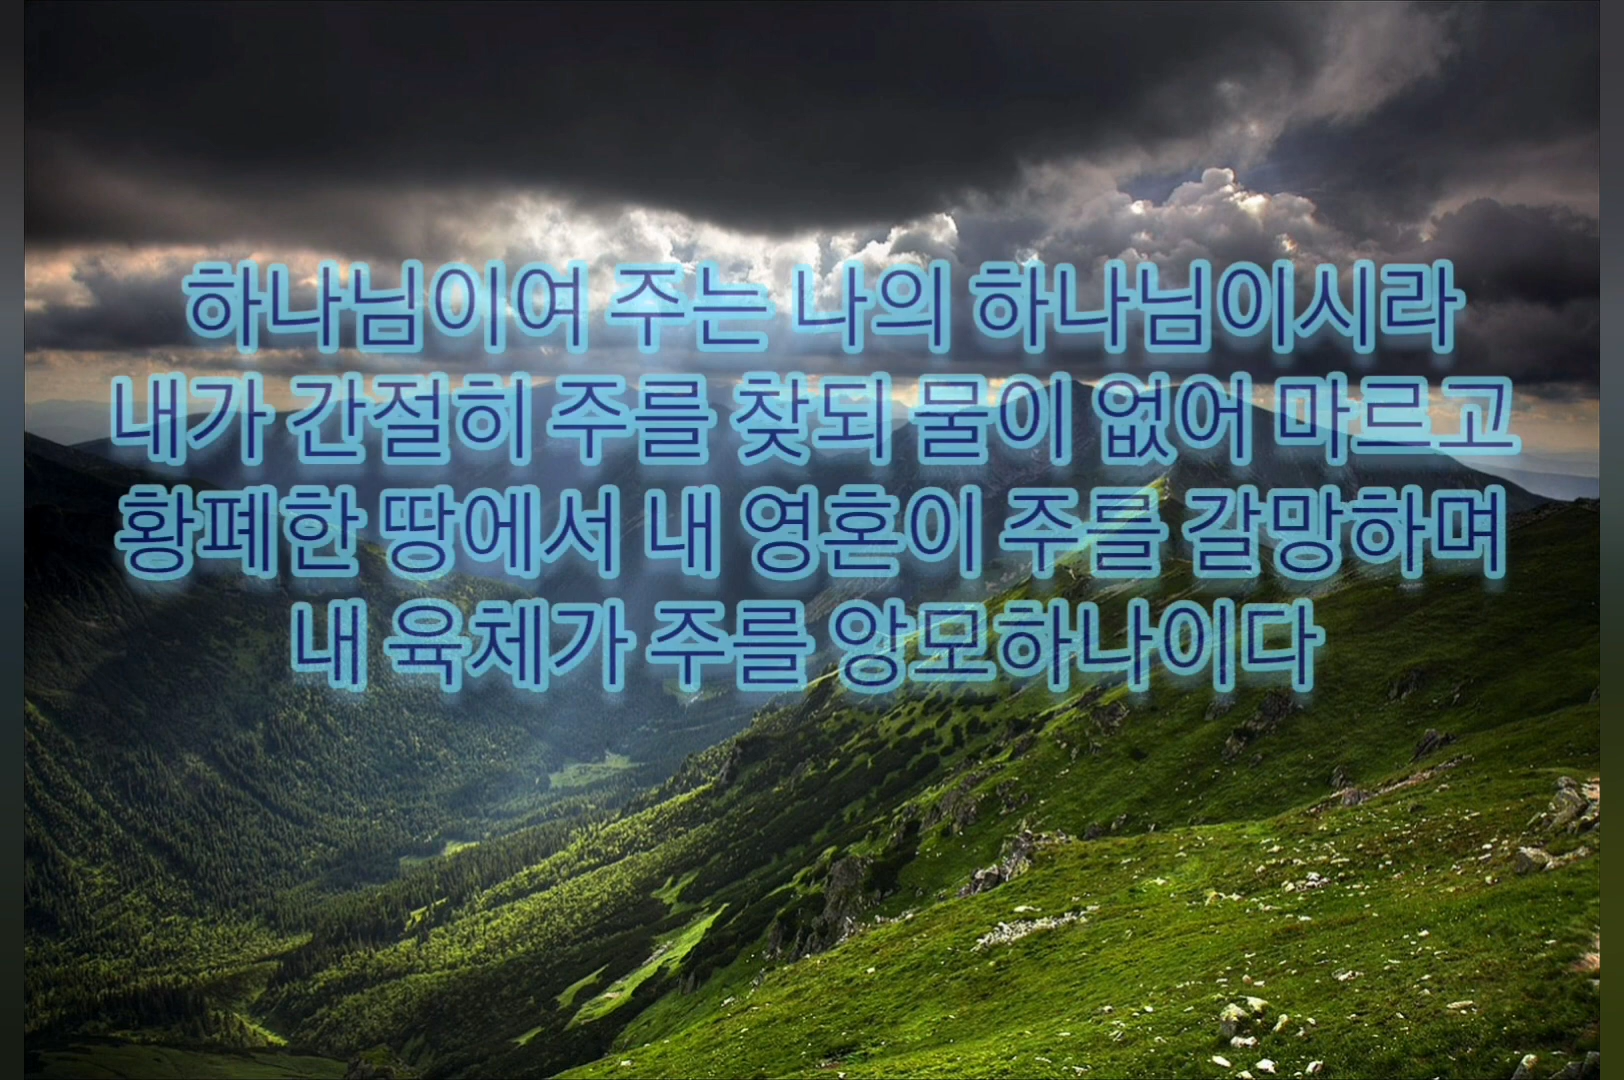 하나님이여 주는 나의 하나님이시라
내가 간절히 주를 찾되 물이 없어 마르고
황폐한 땅에서 내 영혼이 주를 갈망하며
내 육체가 주를 앙모하나이다